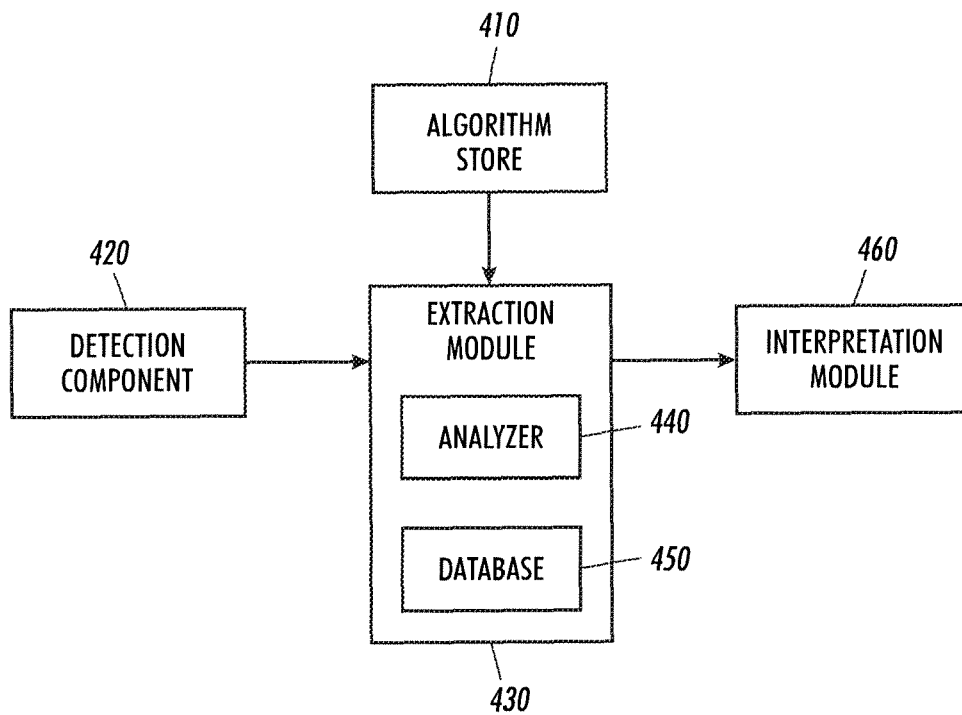 410
ALGORITHM
STORE
420
460
DETECTION
COMPONENT
EXTRACTION
MODULE
INTERPRETATION
MODULE
ANALYZER
440
DATABASE
450
430